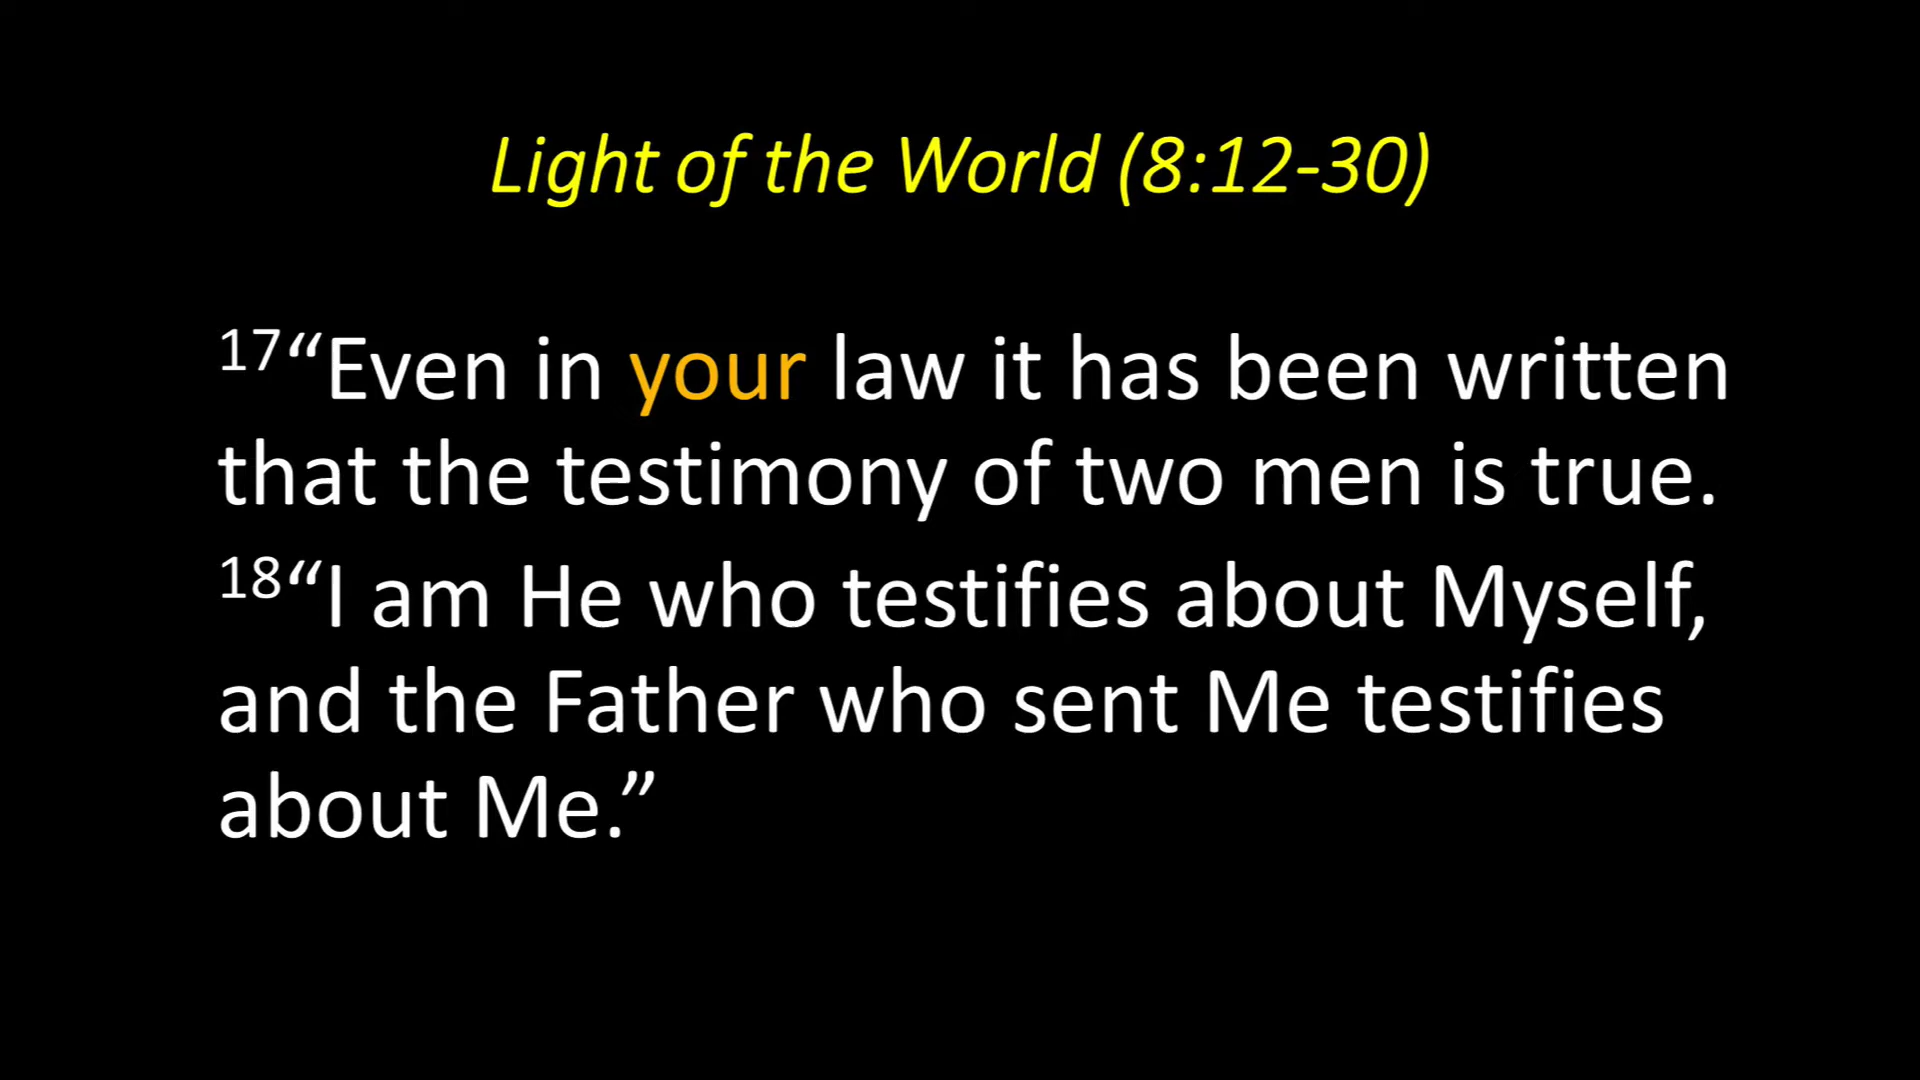 Light of the World (8:12-30)
17“Even in your law it has been written
that the testimony of two men is true.
18“I am He who testifies about Myself,
and the Father who sent Me testifies
about Me.”